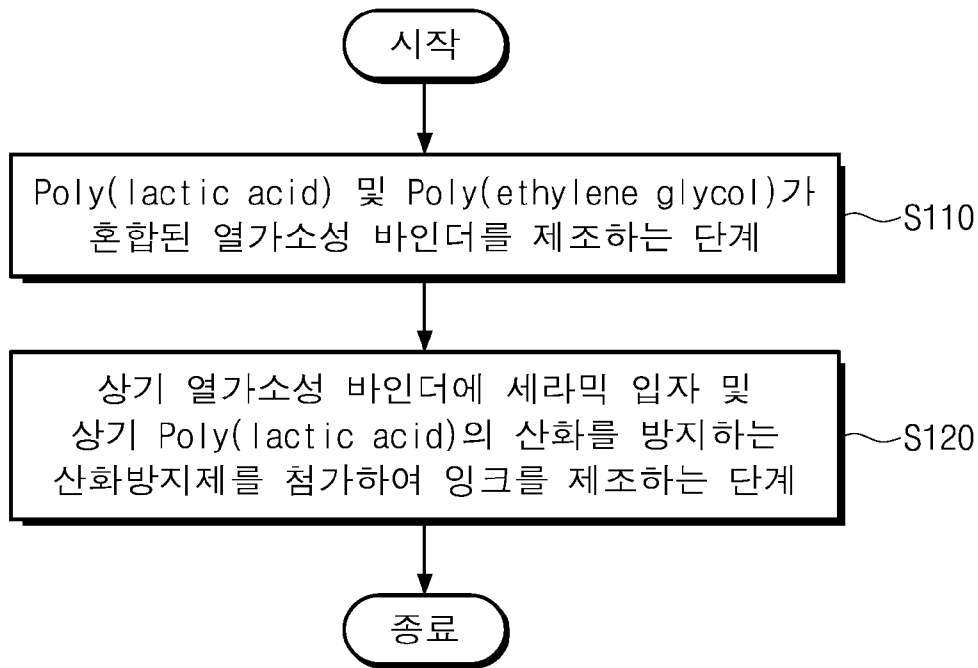 시작
Poly(lactic acid) 및 Poly(ethylene glycol)가
혼합된 열가소성 바인더를 제조하는 단계
S110
상기 열가소성 바인더에 세라믹 입자 및
상기 Poly(lactic acid)의 산화를 방지하는
산화방지제를 첨가하여 잉크를 제조하는 단계
S120
종료